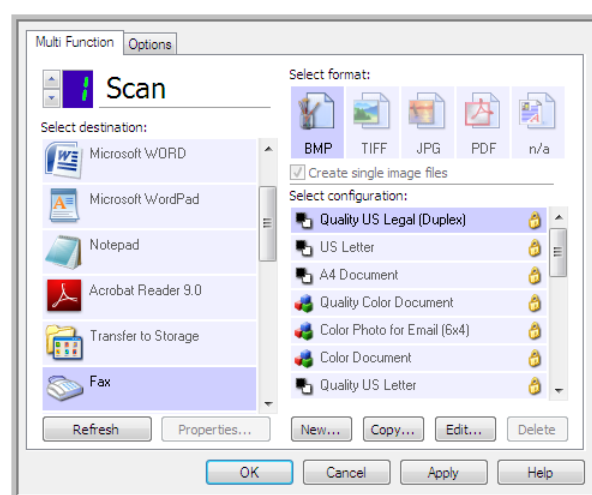 Multi Function
Options
1
Scan
Select destination:
Microsoft WORD
Microsoft WordPad
Notepad
Acrobat Reader 9.0
Transfer to Storage
Fax
Refresh
Properties...
Select format:
BMP
TIFF
JPG
PDF
n/a
Create single image files
Select configuration:
Quality US Legal (Duplex)
US Letter
A4 Document
Quality Color Document
Color Photo for Email (6x4)
Color Document
Quality US Letter
New...
Copy...
Edit...
Delete
OK
Cancel
Apply
Help